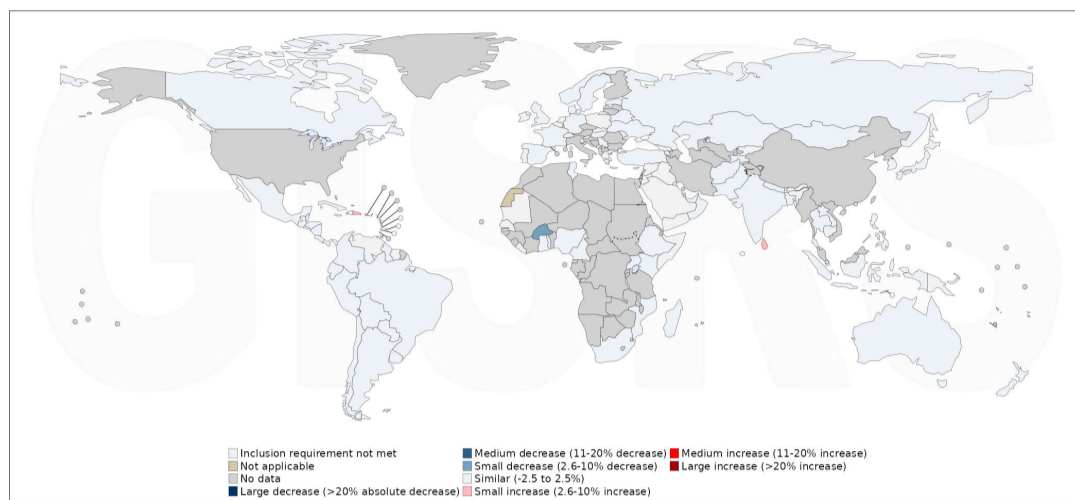 GISRS
Inclusion requirement not met
Not applicable
No data
Large decrease (>20% absolute decrease)
Medium decrease (11-20% decrease)
Small decrease (2.6-10% decrease)
Similar (-2.5 to 2.5%)
Small increase (2.6-10% increase)
Medium increase (11-20% increase)
Large increase (>20% increase)